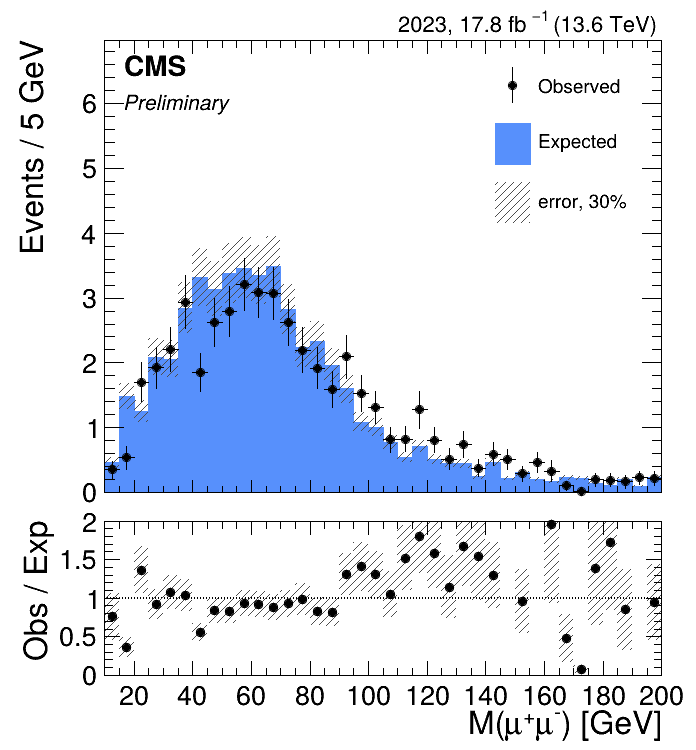 2023, 17.8 fb⁻¹ (13.6 TeV)
CMS
Preliminary
Observed
Expected
error, 30%
Events / 5 GeV
6
5
4
3
2
1
0
Obs / Exp
2
1.5
1
0.5
0
20 40 60 80 100 120 140 160 180 200
M(μ⁺μ⁻) [GeV]